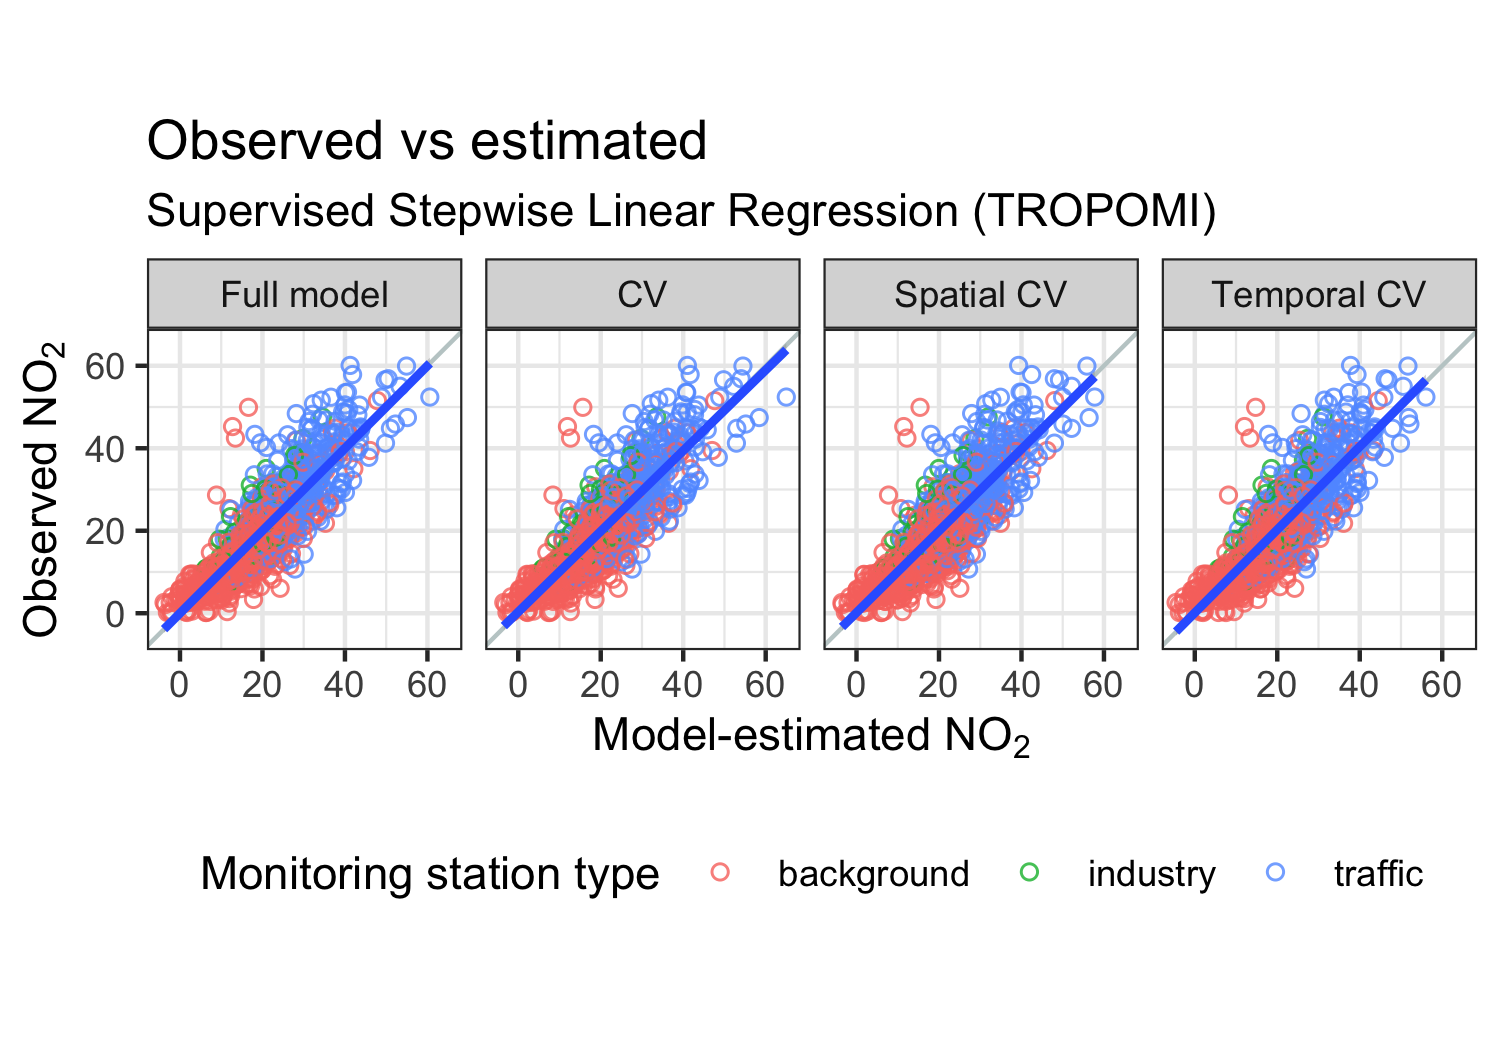 Observed vs estimated
Supervised Stepwise Linear Regression (TROPOMI)
Full model CV Spatial CV Temporal CV
Observed NO₂
60
40
20
0
0 20 40 60 0 20 40 60 0 20 40 60 0 20 40 60
Model-estimated NO₂
Monitoring station type background industry traffic